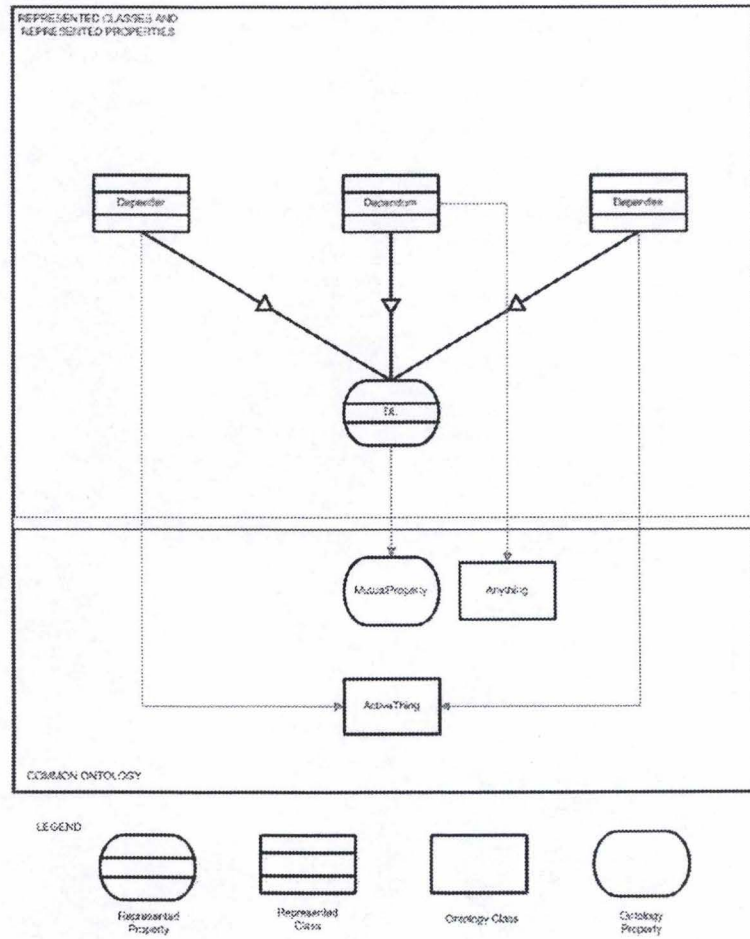 REPRESENTED CLASSES AND
REPRESENTED PROPERTIES
Depender
Dependum
Dependee
DL
MutualProperty
Anything
ActiveThing
COMMON ONTOLOGY
LEGEND
Represented
Property
Represented
Class
Ontology Class
Ontology
Property